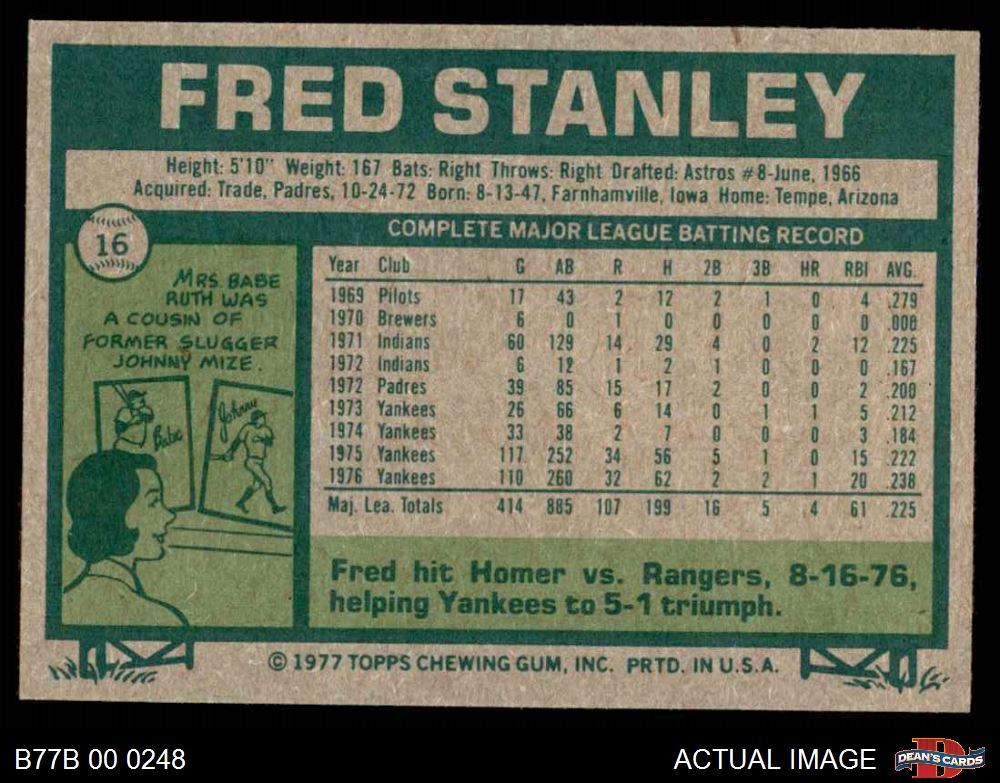 FRED STANLEY
Height: 5'10" Weight: 167 Bats: Right Throws: Right Drafted: Astros #8-June, 1966
Acquired: Trade, Padres, 10-24-72 Born: 8-13-47, Farnhamville, Iowa Home: Tempe, Arizona
16
MRS. BABE
RUTH WAS
A COUSIN OF
FORMER SLUGGER
JOHNNY MIZE.
Babe
Johnny
COMPLETE MAJOR LEAGUE BATTING RECORD
Year Club G AB R H 2B 3B HR RBI AVG.
1969 Pilots 17 43 2 12 2 1 0 4 .279
1970 Brewers 6 0 1 0 0 0 0 0 .000
1971 Indians 60 129 14 29 4 0 2 12 .225
1972 Indians 6 12 1 2 1 0 0 0 .167
1972 Padres 39 85 15 17 2 0 0 2 .200
1973 Yankees 26 66 6 14 0 1 1 5 .212
1974 Yankees 33 38 2 7 0 0 0 3 .184
1975 Yankees 117 252 34 56 5 1 0 15 .222
1976 Yankees 110 260 32 62 2 2 1 20 .238
Maj. Lea. Totals 414 885 107 199 16 5 4 61 .225
Fred hit Homer vs. Rangers, 8-16-76,
helping Yankees to 5-1 triumph.
© 1977 TOPPS CHEWING GUM, INC. PRTD. IN U.S.A.
B77B 00 0248
ACTUAL IMAGE
D
DEAN'S CARDS